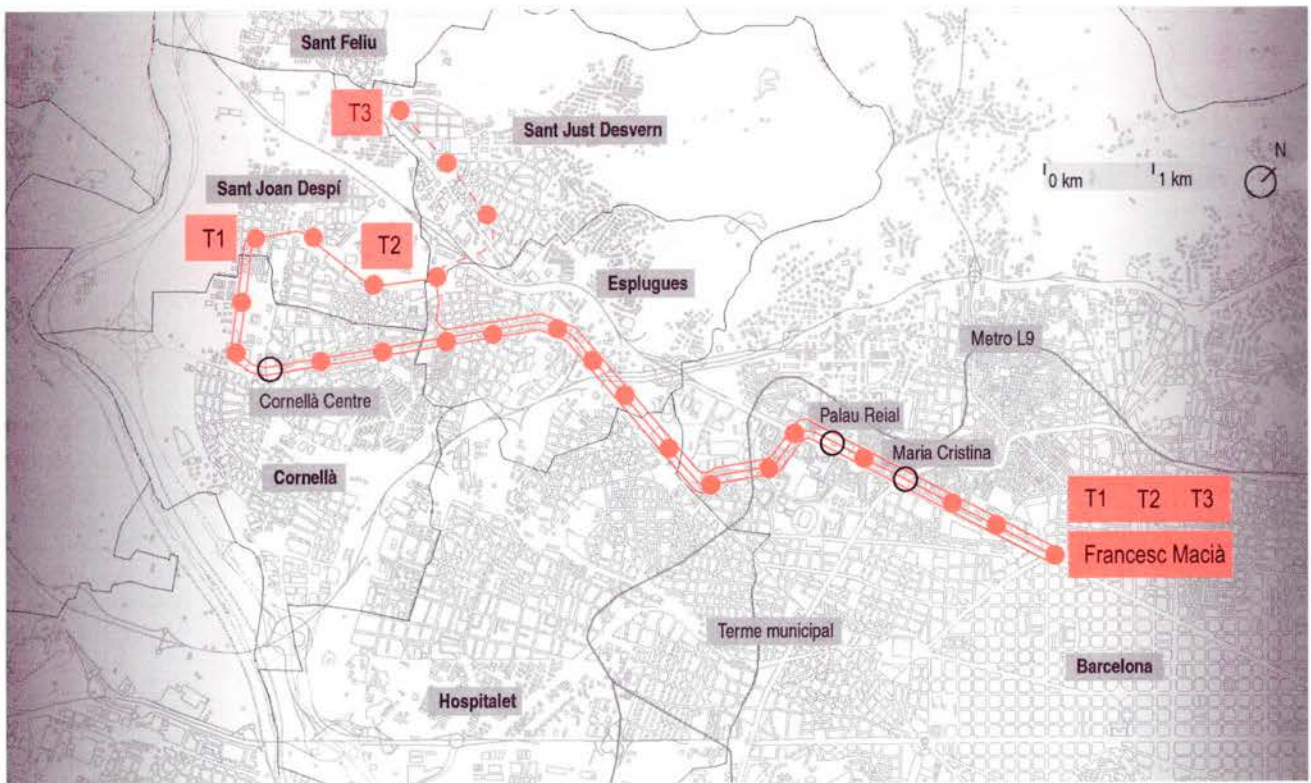 Sant Feliu
T3
Sant Just Desvern
N
0 km
1 km
Sant Joan Despí
T1
T2
Esplugues
Metro L9
Cornellà Centre
Palau Reial
Maria Cristina
Cornellà
T1 T2 T3
Francesc Macià
Terme municipal
Barcelona
Hospitalet